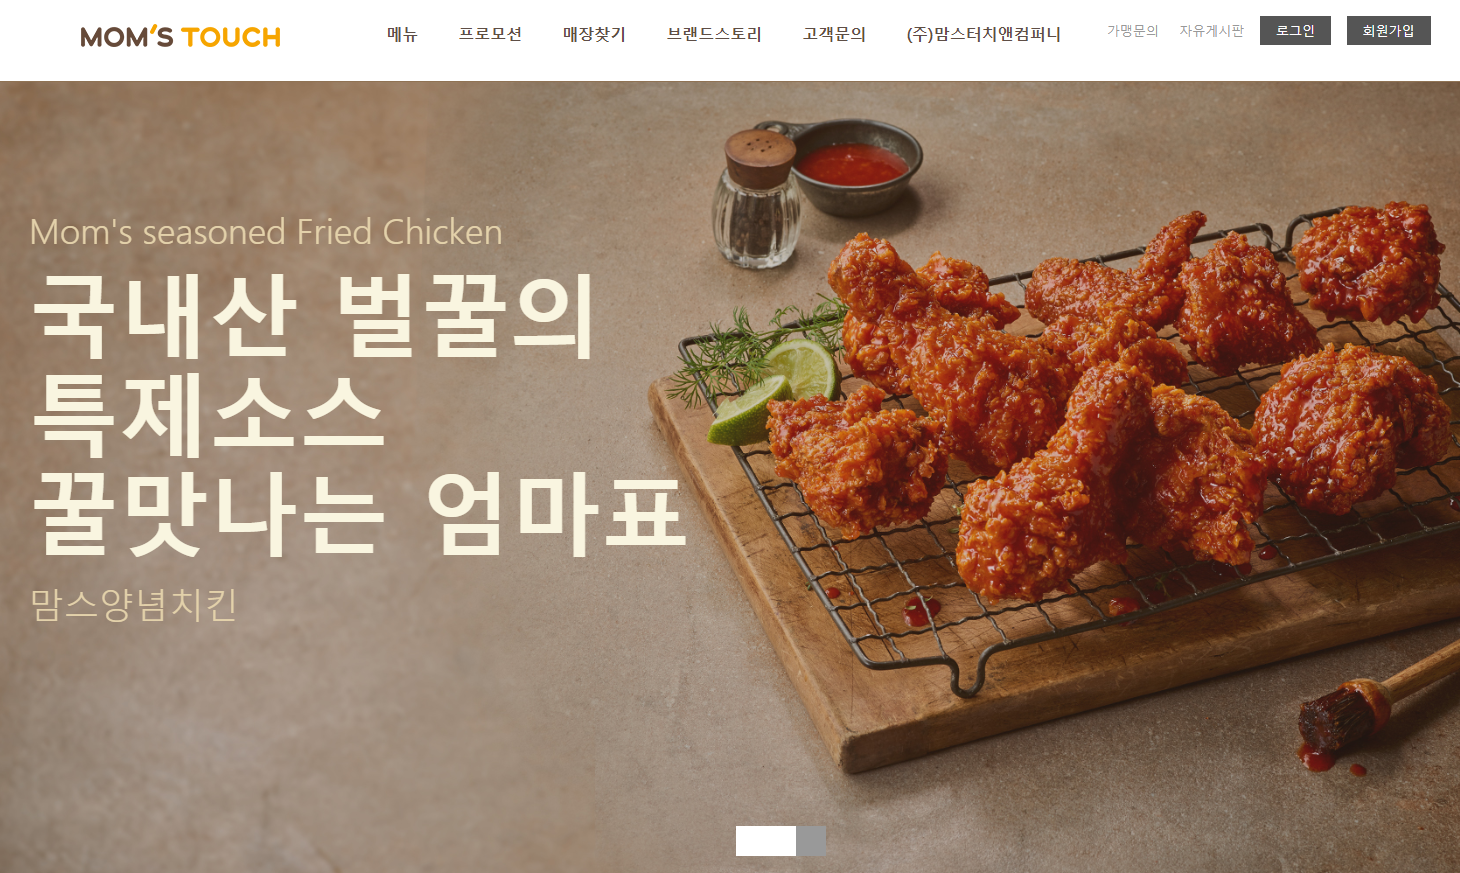 MOM'S TOUCH
메뉴 프로모션 매장찾기 브랜드스토리 고객문의 (주)맘스터치앤컴퍼니 가맹문의 자유게시판 로그인 회원가입
Mom's seasoned Fried Chicken
국내산 벌꿀의
특제소스
꿀맛나는 엄마표
맘스양념치킨